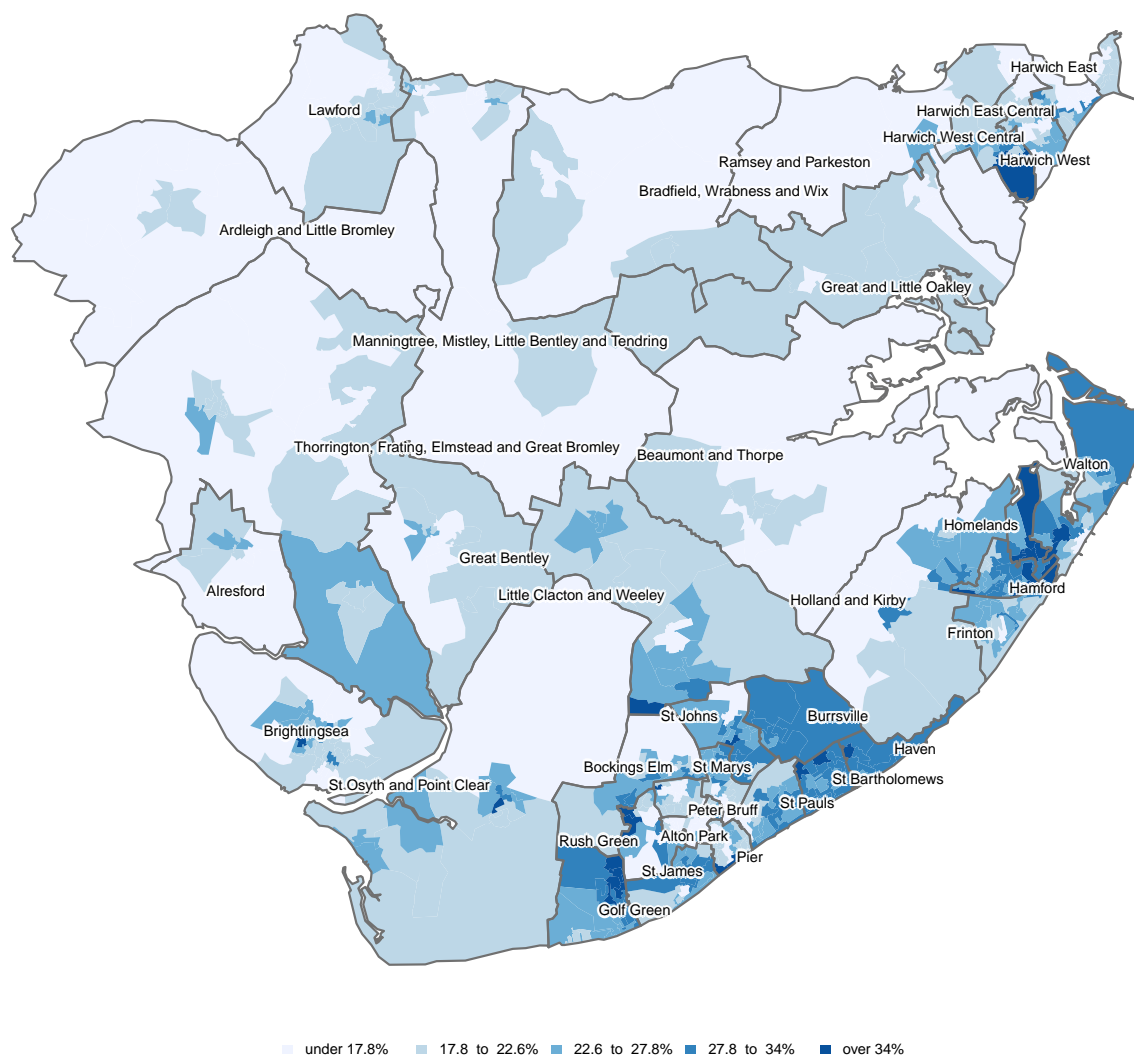 Harwich East
Lawford
Harwich East Central
Harwich West Central
Harwich West
Ramsey and Parkeston
Bradfield, Wrabness and Wix
Ardleigh and Little Bromley
Great and Little Oakley
Manningtree, Mistley, Little Bentley and Tendring
Thorrington, Frating, Elmstead and Great Bromley
Beaumont and Thorpe
Walton
Homelands
Great Bentley
Alresford
Little Clacton and Weeley
Hamford
Holland and Kirby
Frinton
St Johns
Burrsville
Brightlingsea
Haven
Bockings Elm
St Marys
St Bartholomews
St Osyth and Point Clear
St Pauls
Peter Bruff
Rush Green
Alton Park
Pier
St James
Golf Green
under 17.8% 17.8 to 22.6% 22.6 to 27.8% 27.8 to 34% over 34%